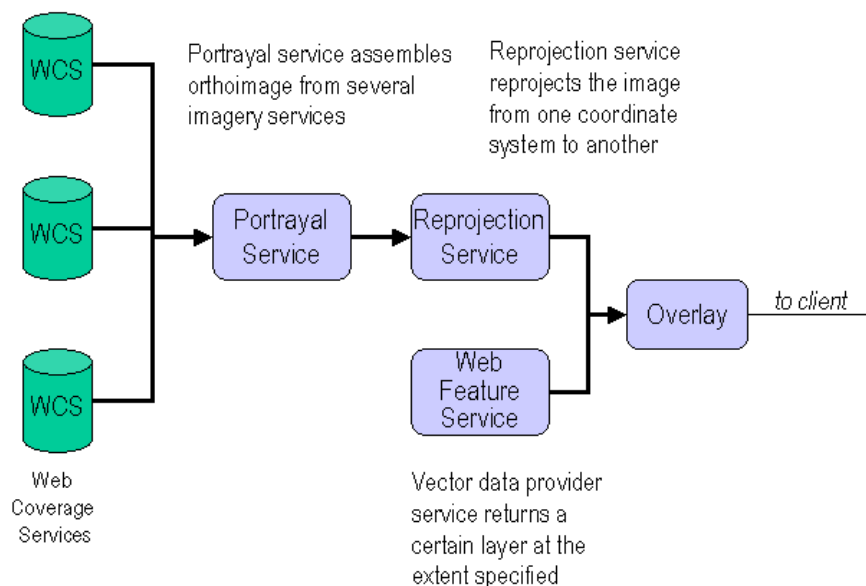 WCS
Portrayal service assembles
orthoimage from several
imagery services
Reprojection service
reprojects the image
from one coordinate
system to another
WCS
Portrayal
Service
Reprojection
Service
Overlay
to client
WCS
Web
Feature
Service
Web
Coverage
Services
Vector data provider
service returns a
certain layer at the
extent specified